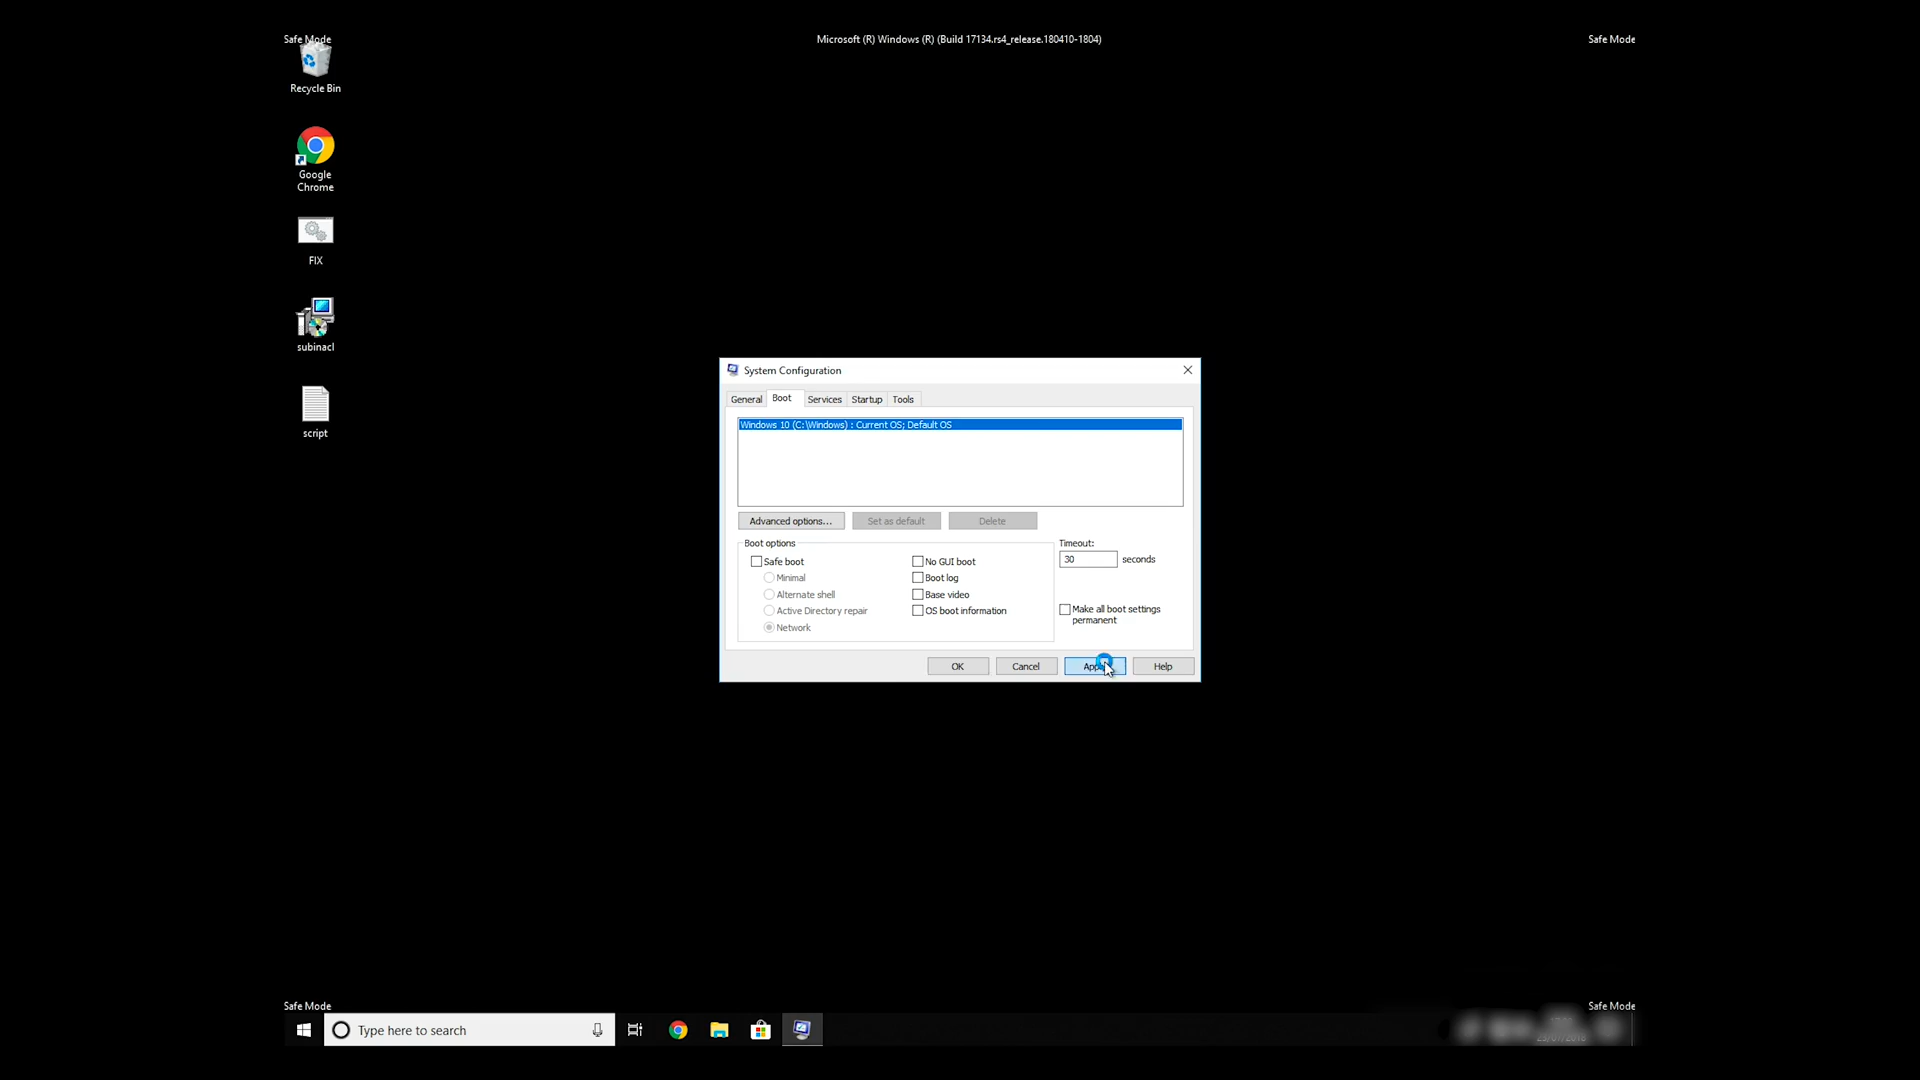 Safe Mode
Microsoft (R) Windows (R) (Build 17134.rs4_release.180410-1804)
Safe Mode
Recycle Bin
Google
Chrome
FIX
subinacl
script
System Configuration
General
Boot
Services
Startup
Tools
Windows 10 (C:\Windows) : Current OS; Default OS
Advanced options...
Set as default
Delete
Boot options
Safe boot
Minimal
Alternate shell
Active Directory repair
Network
No GUI boot
Boot log
Base video
OS boot information
Timeout:
30 seconds
Make all boot settings
permanent
OK
Cancel
Help
Safe Mode
Safe Mode
Type here to search